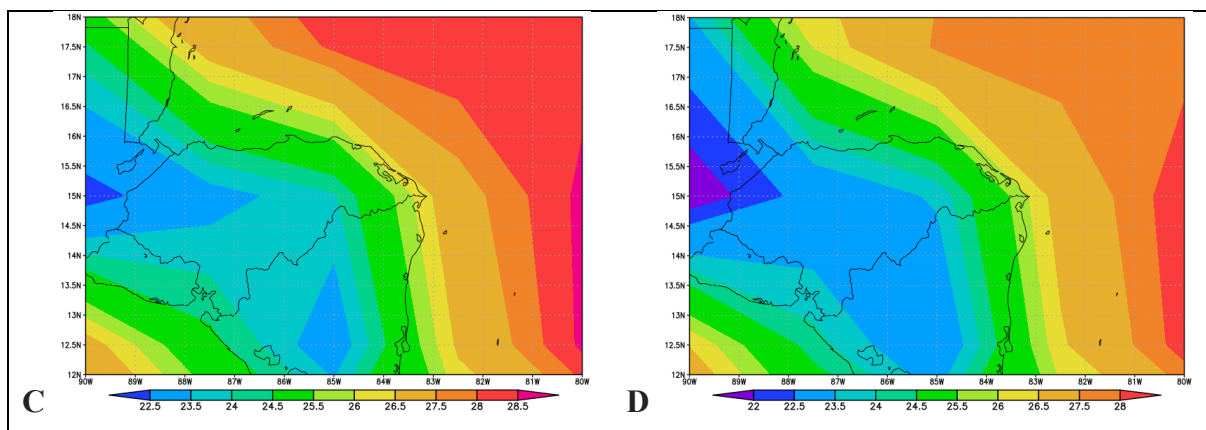 18N 18N
17.5N 17.5N
17N 17N
16.5N 16.5N
16N 16N
15.5N 15.5N
15N 15N
14.5N 14.5N
14N 14N
13.5N 13.5N
13N 13N
12.5N 12.5N
12N 12N
90W 89W 88W 87W 86W 85W 84W 83W 82W 81W 80W 90W 89W 88W 87W 86W 85W 84W 83W 82W 81W 80W
C 22.5 23.5 24 24.5 25.5 26 26.5 27.5 28 28.5 D 22 22.5 23.5 24 24.5 25.5 26 26.5 27.5 28